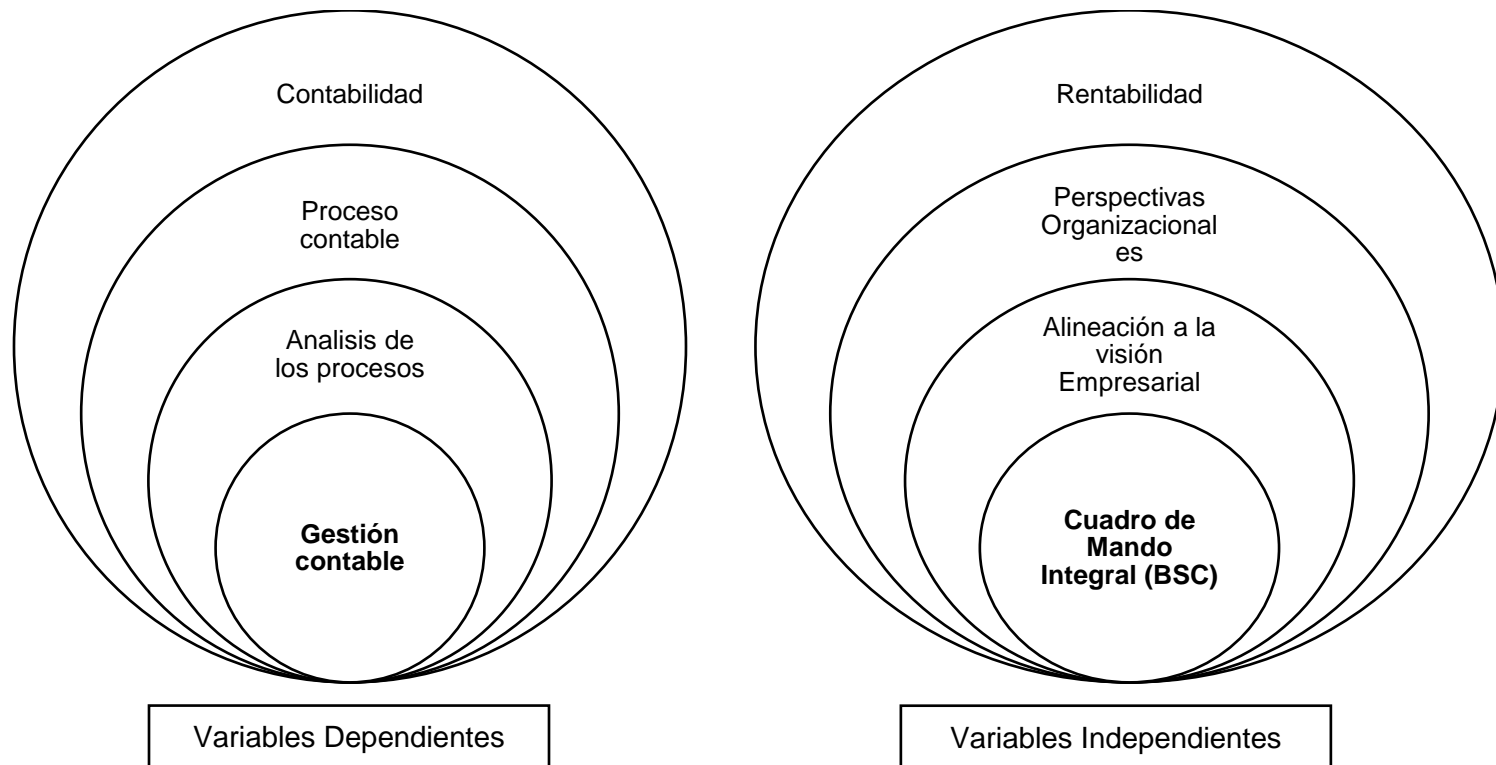 Contabilidad
Proceso
contable
Analisis de
los procesos
Gestión
contable
Variables Dependientes
Rentabilidad
Perspectivas
Organizacional
es
Alineación a la
visión
Empresarial
Cuadro de
Mando
Integral (BSC)
Variables Independientes